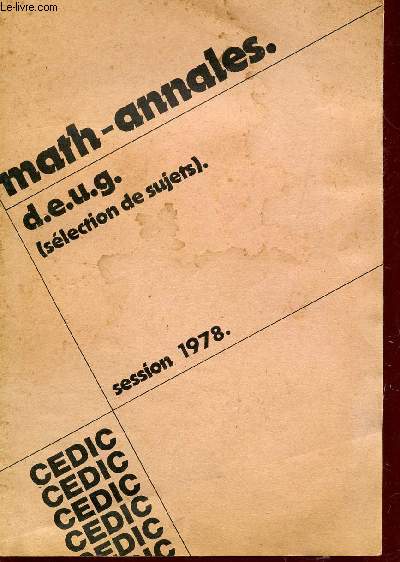 Le-livre.com
math-annales.
d.e.u.g.
(sélection de sujets).
session 1978.
CEDIC
CEDIC
CEDIC
CEDIC
CEDIC